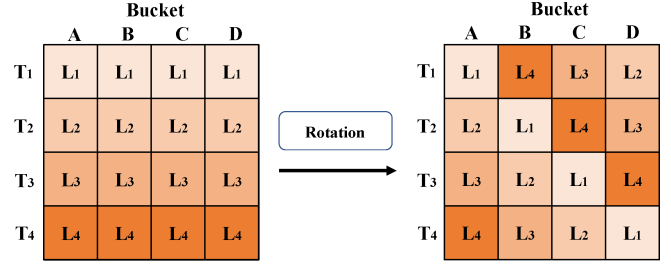 Bucket
A B C D
T1 L1 L1 L1 L1
T2 L2 L2 L2 L2
T3 L3 L3 L3 L3
T4 L4 L4 L4 L4
Rotation
Bucket
A B C D
T1 L1 L4 L3 L2
T2 L2 L1 L4 L3
T3 L3 L2 L1 L4
T4 L4 L3 L2 L1